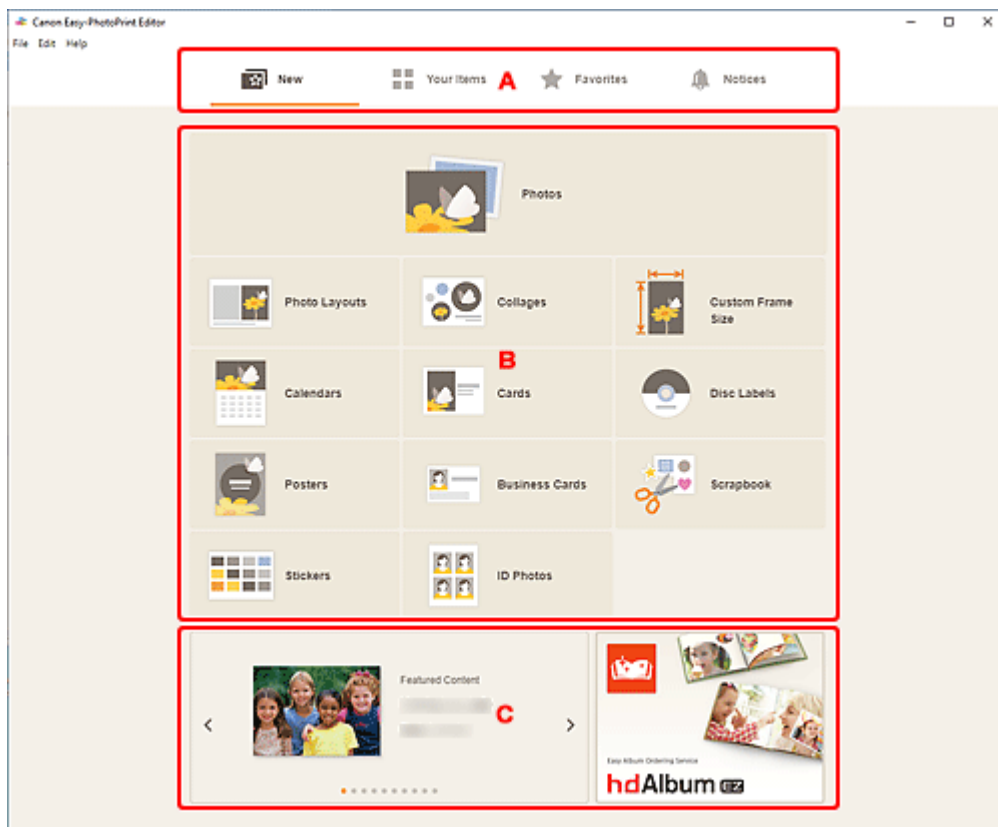 Canon Easy-PhotoPrint Editor
File Edit Help
New Your Items A Favorites Notices
Photos
Photo Layouts Collages Custom Frame
Size
B
Calendars Cards Disc Labels
Posters Business Cards Scrapbook
Stickers ID Photos
Featured Content
C
Easy Album Ordering Service
hdAlbum EZ